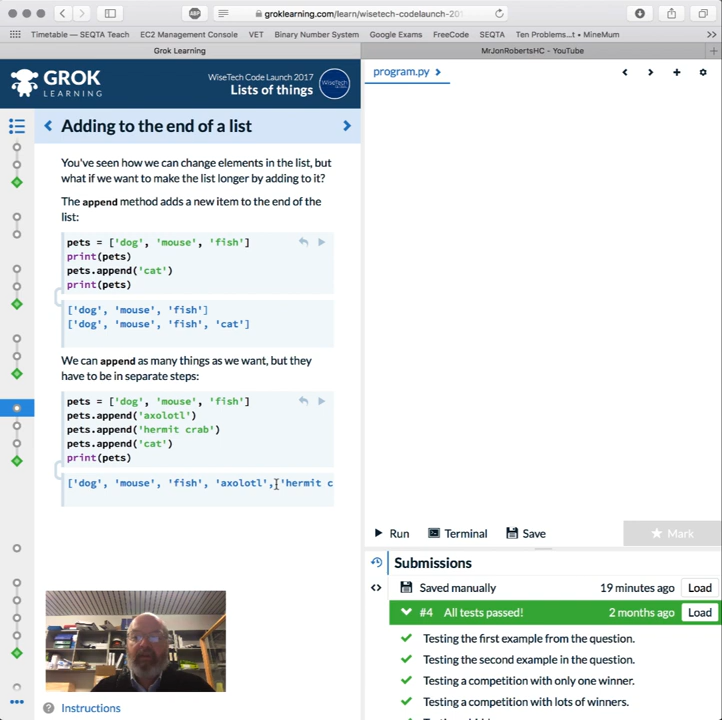 groklearning.com/learn/wisetech-codelaunch-201
ABP
Timetable — SEQTA Teach
EC2 Management Console
VET
Binary Number System
Google Exams
FreeCode
SEQTA
Ten Problems…t • MineMum
Grok Learning
MrJonRobertsHC - YouTube
GROK
LEARNING
WiseTech Code Launch 2017
Lists of things
WiseTech
program.py
Adding to the end of a list
You've seen how we can change elements in the list, but
what if we want to make the list longer by adding to it?
The append method adds a new item to the end of the
list:
pets = ['dog', 'mouse', 'fish']
print(pets)
pets.append('cat')
print(pets)
['dog', 'mouse', 'fish']
['dog', 'mouse', 'fish', 'cat']
We can append as many things as we want, but they
have to be in separate steps:
pets = ['dog', 'mouse', 'fish']
pets.append('axolotl')
pets.append('hermit crab')
pets.append('cat')
print(pets)
['dog', 'mouse', 'fish', 'axolotl', 'hermit c
Instructions
Run
Terminal
Save
Mark
Submissions
Saved manually
19 minutes ago
Load
#4 All tests passed!
2 months ago
Load
Testing the first example from the question.
Testing the second example in the question.
Testing a competition with only one winner.
Testing a competition with lots of winners.